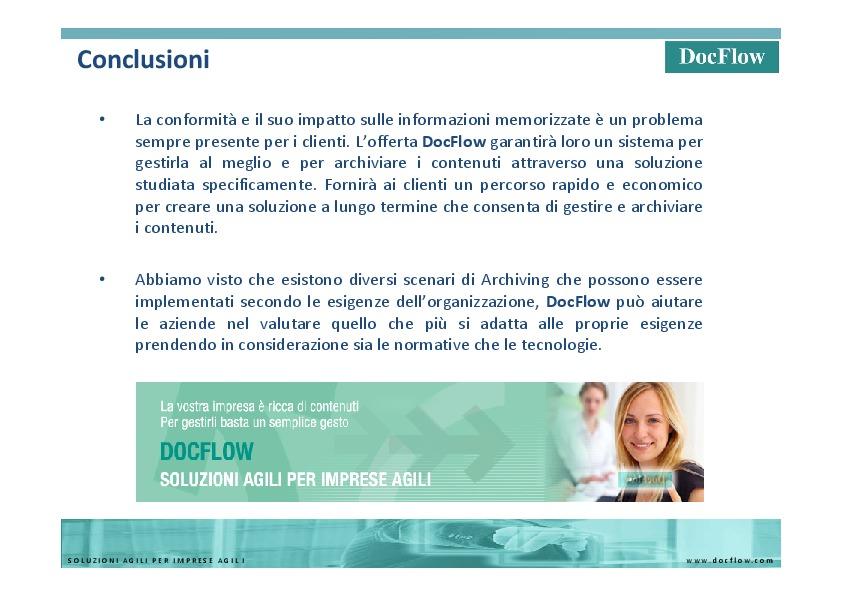 Conclusioni
DocFlow
• La conformità e il suo impatto sulle informazioni memorizzate è un problema
sempre presente per i clienti. L’offerta DocFlow garantirà loro un sistema per
gestirla al meglio e per archiviare i contenuti attraverso una soluzione
studiata specificamente. Fornirà ai clienti un percorso rapido e economico
per creare una soluzione a lungo termine che consenta di gestire e archiviare
i contenuti.
• Abbiamo visto che esistono diversi scenari di Archiving che possono essere
implementati secondo le esigenze dell’organizzazione, DocFlow può aiutare
le aziende nel valutare quello che più si adatta alle proprie esigenze
prendendo in considerazione sia le normative che le tecnologie.
La vostra impresa è ricca di contenuti
Per gestirli basta un semplice gesto
DOCFLOW
SOLUZIONI AGILI PER IMPRESE AGILI
SOLUZIONI AGILI PER IMPRESE AGILI
www.docflow.com